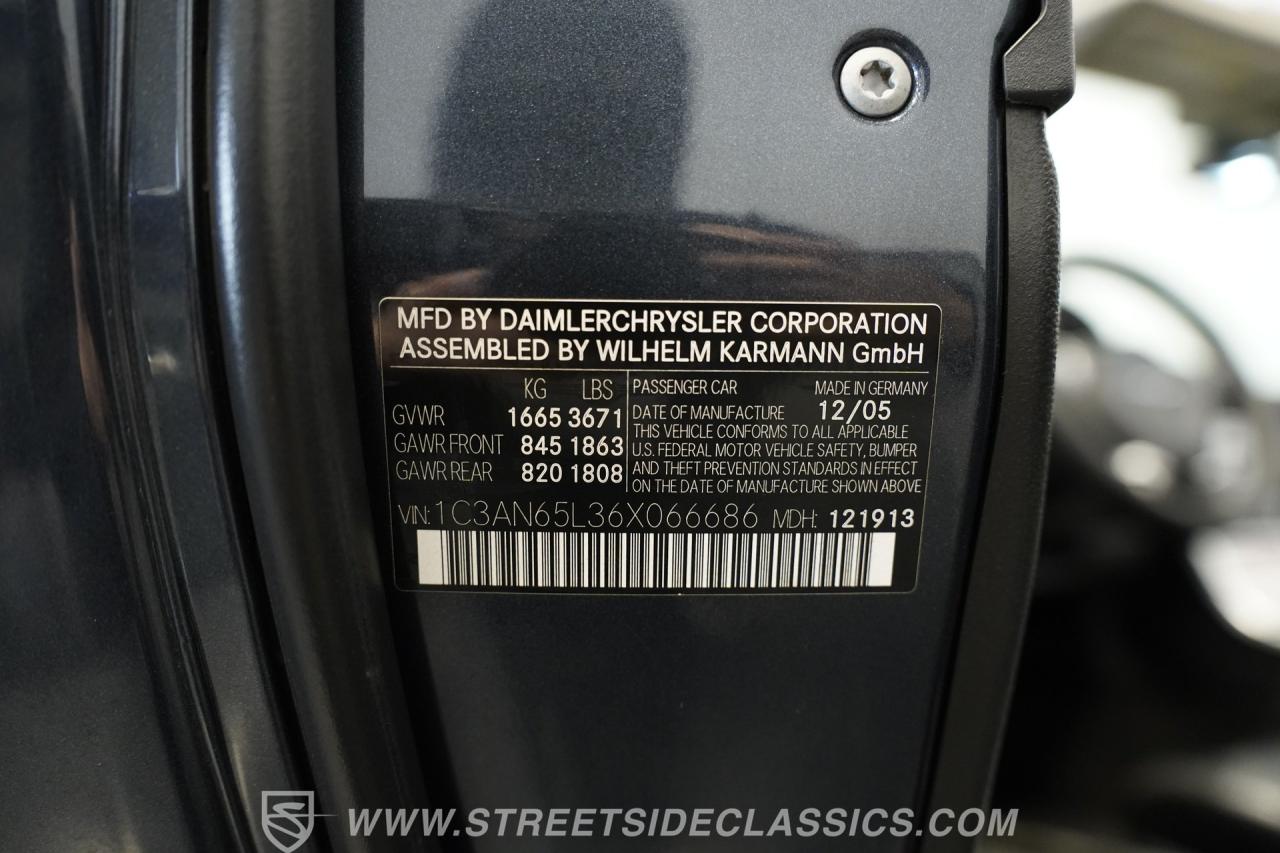 MFD BY DAIMLERCHRYSLER CORPORATION
ASSEMBLED BY WILHELM KARMANN GmbH
KG LBS
GVWR 1665 3671
GAWR FRONT 845 1863
GAWR REAR 820 1808
PASSENGER CAR MADE IN GERMANY
DATE OF MANUFACTURE 12/05
THIS VEHICLE CONFORMS TO ALL APPLICABLE
U.S. FEDERAL MOTOR VEHICLE SAFETY, BUMPER
AND THEFT PREVENTION STANDARDS IN EFFECT
ON THE DATE OF MANUFACTURE SHOWN ABOVE
VIN: 1C3AN65L36X066686 MDH: 121913
WWW.STREETSIDECLASSICS.COM